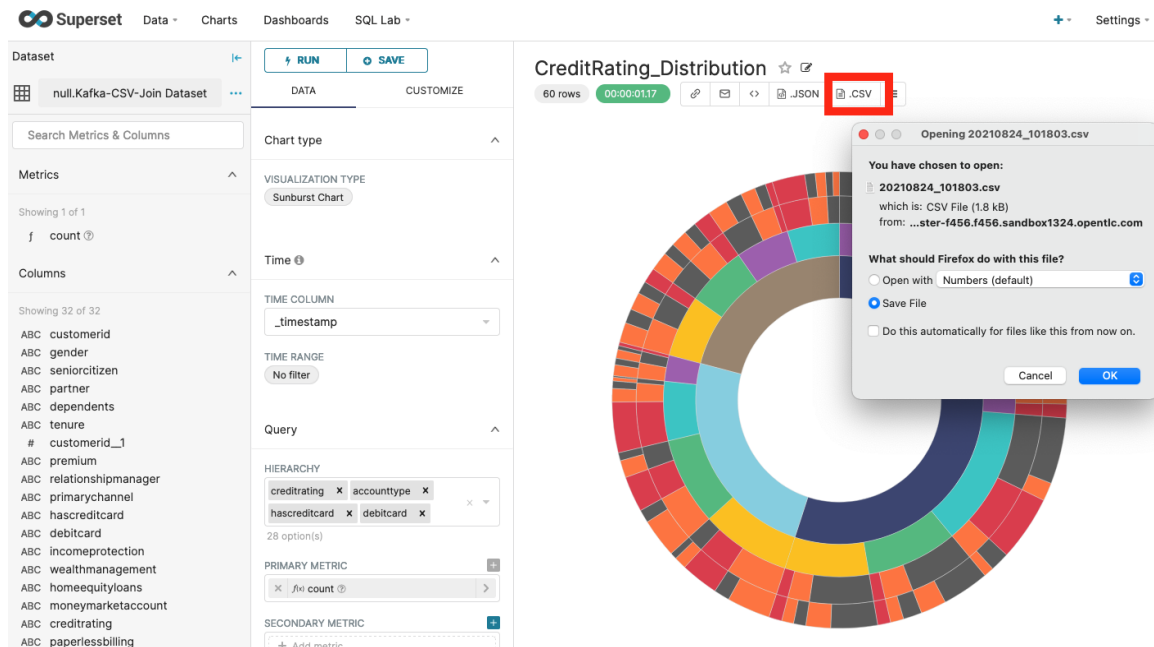 Superset Data Charts Dashboards SQL Lab + Settings
Dataset
null.Kafka-CSV-Join Dataset
Search Metrics & Columns
Metrics
Showing 1 of 1
ƒ count
Columns
Showing 32 of 32
ABC customerid
ABC gender
ABC seniorcitizen
ABC partner
ABC dependents
ABC tenure
# customerid__1
ABC premium
ABC relationshipmanager
ABC primarychannel
ABC hascreditcard
ABC debitcard
ABC incomeprotection
ABC wealthmanagement
ABC homeequityloans
ABC moneymarketaccount
ABC creditrating
ABC paperlessbilling
RUN SAVE
DATA CUSTOMIZE
Chart type
VISUALIZATION TYPE
Sunburst Chart
Time
TIME COLUMN
_timestamp
TIME RANGE
No filter
Query
HIERARCHY
creditrating × accounttype ×
hascreditcard × debitcard ×
28 option(s)
PRIMARY METRIC
ƒ(x) count
SECONDARY METRIC
+ Add metric
CreditRating_Distribution
60 rows 00:00:01.17 .JSON .CSV
Opening 20210824_101803.csv
You have chosen to open:
20210824_101803.csv
which is: CSV File (1.8 kB)
from: ...ster-f456.f456.sandbox1324.opentlc.com
What should Firefox do with this file?
Open with Numbers (default)
Save File
Do this automatically for files like this from now on.
Cancel OK